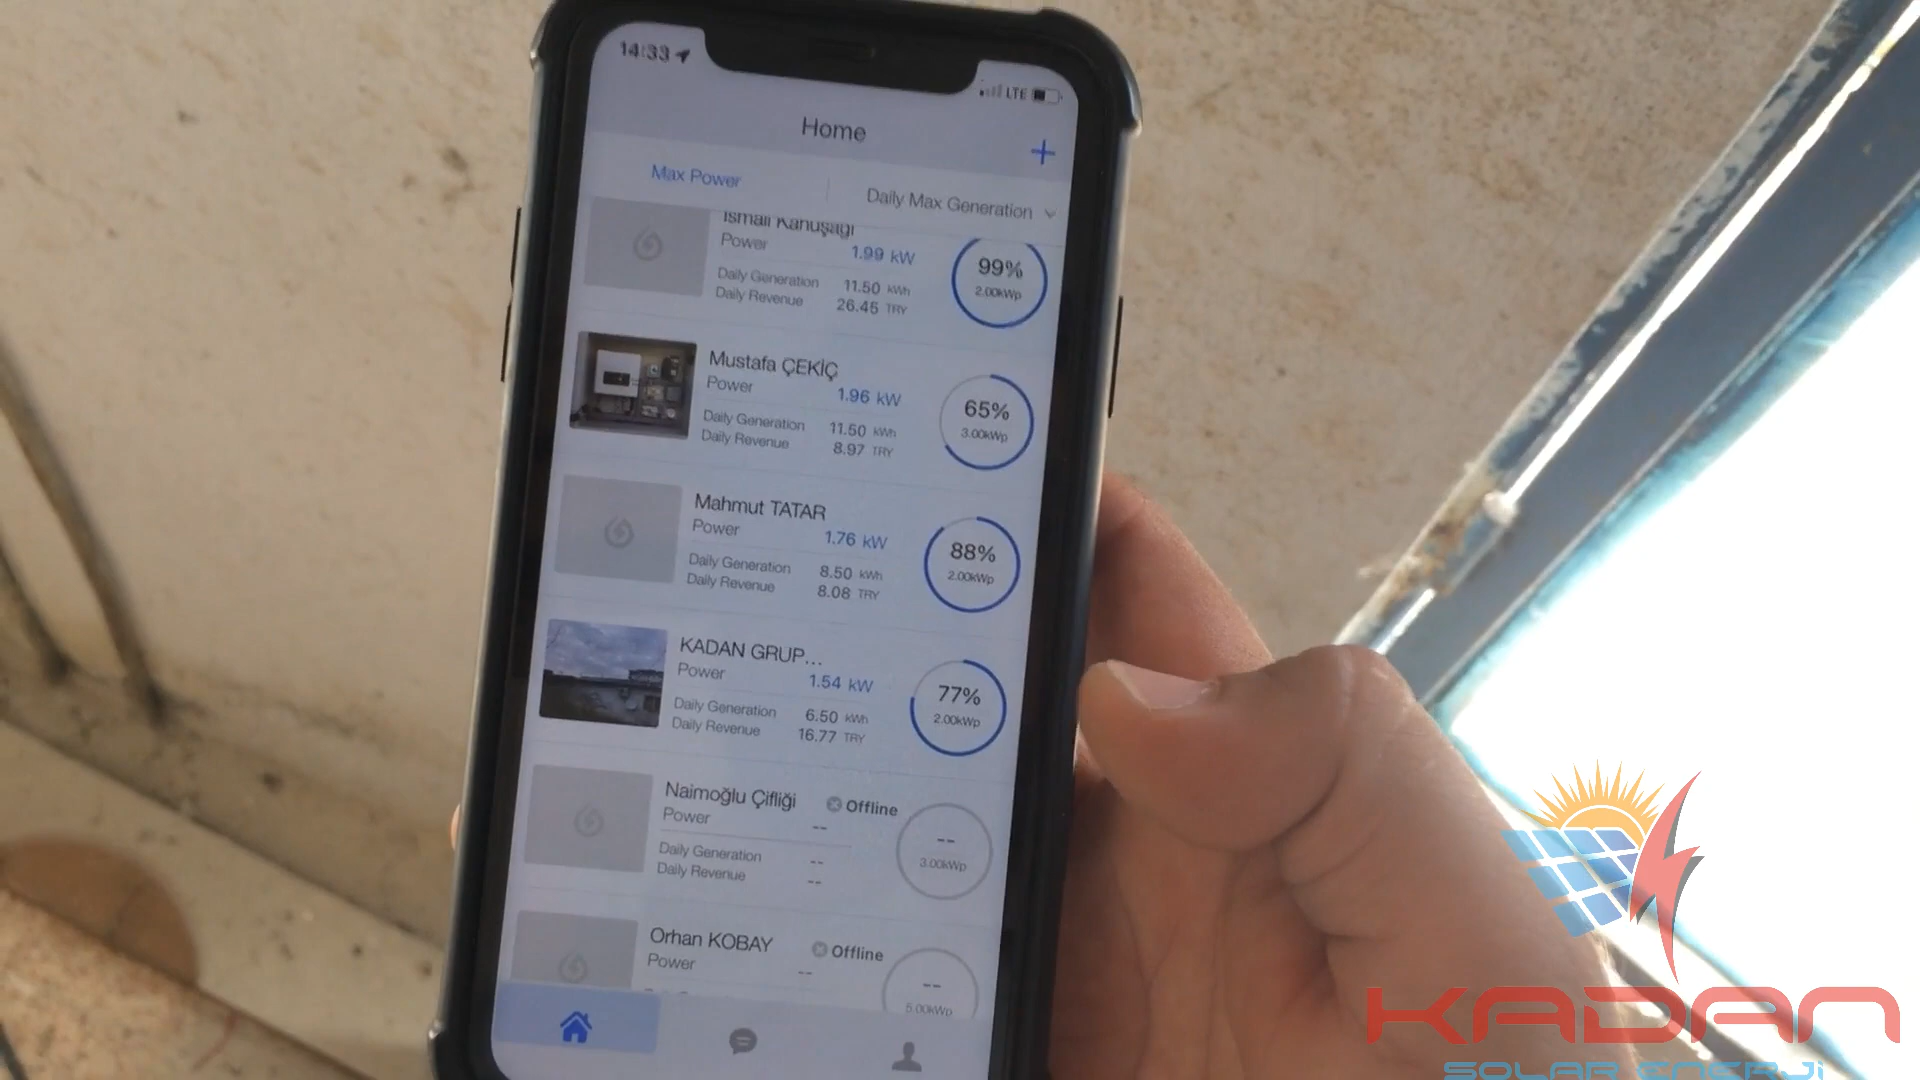 14:33
LTE
Home
+
Max Power
Daily Max Generation
İsmail Kanuşağı
Power
1.99 kW
Daily Generation 11.50 kWh
Daily Revenue 26.45 TRY
99%
2.00kWp
Mustafa ÇEKİÇ
Power
1.96 kW
Daily Generation 11.50 kWh
Daily Revenue 8.97 TRY
65%
3.00kWp
Mahmut TATAR
Power
1.76 kW
Daily Generation 8.50 kWh
Daily Revenue 8.08 TRY
88%
2.00kWp
KADAN GRUP...
Power
1.54 kW
Daily Generation 6.50 kWh
Daily Revenue 16.77 TRY
77%
2.00kWp
Naimoğlu Çifliği Offline
Power --
Daily Generation --
Daily Revenue --
--
3.00kWp
Orhan KOBAY Offline
Power --
--
5.00kWp
KADAN
SOLAR ENERJİ